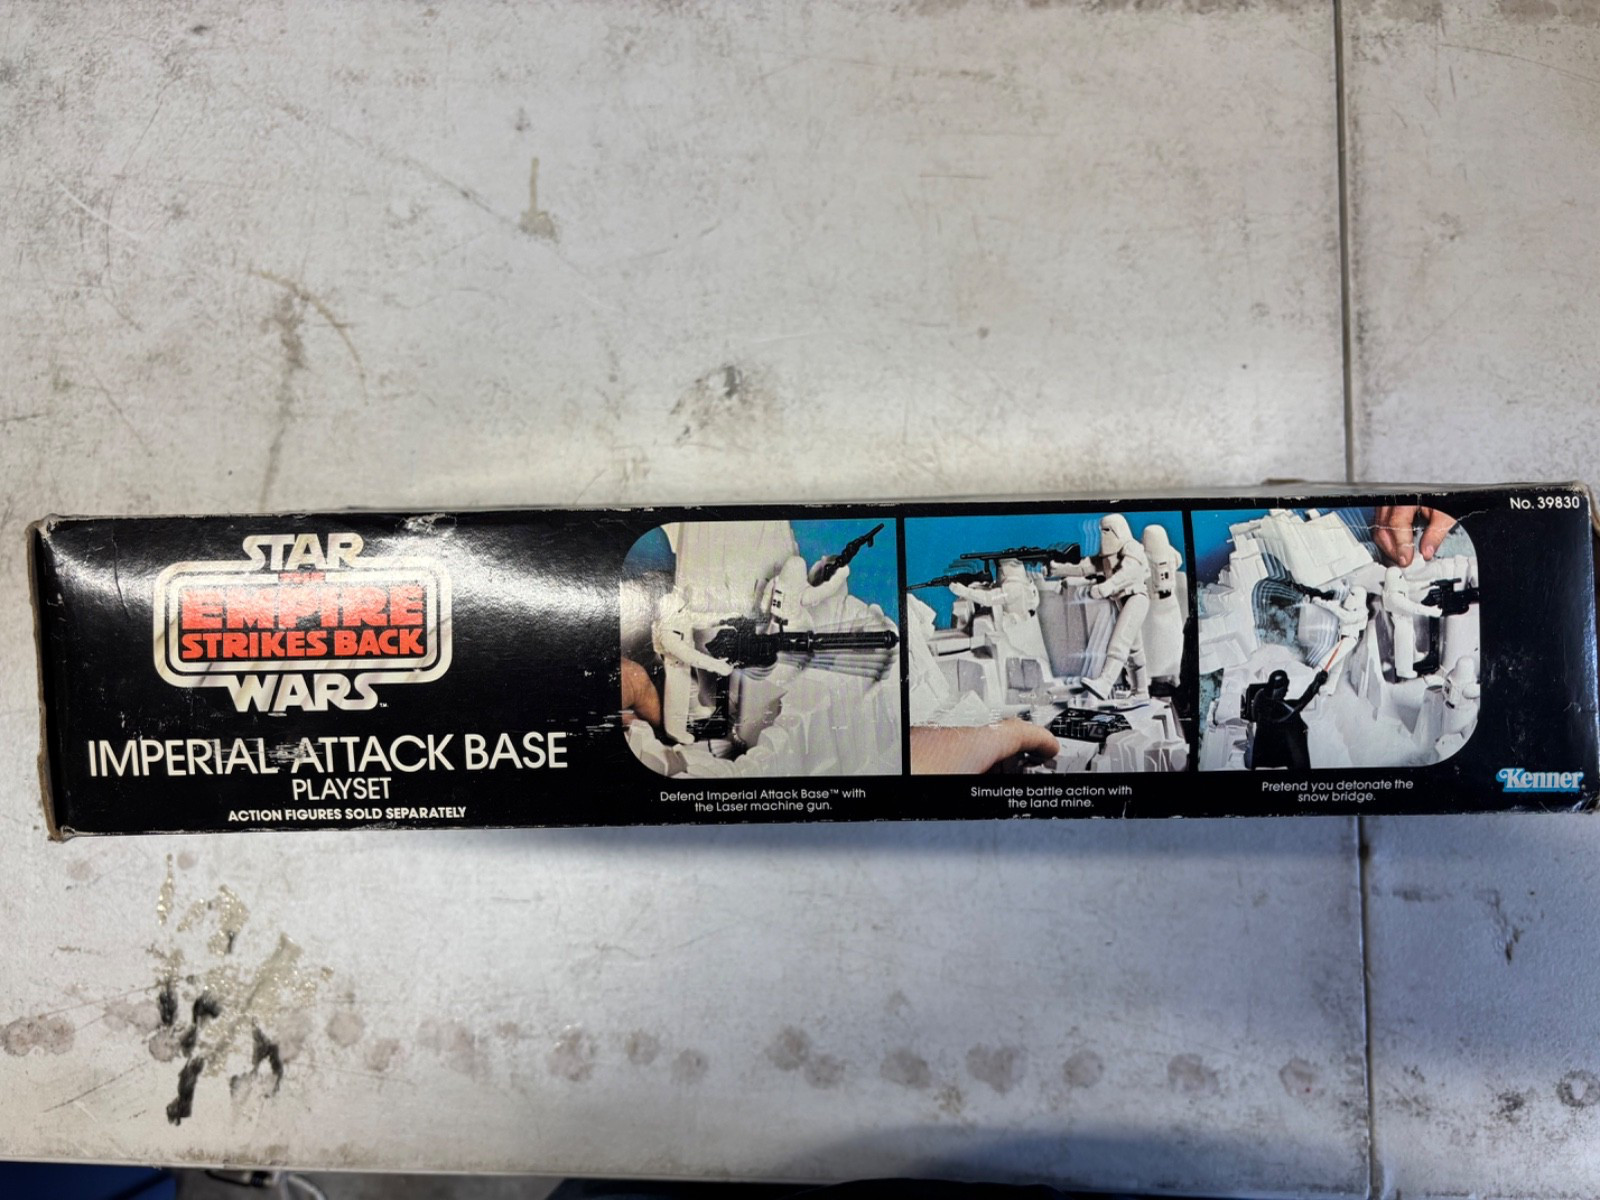 STAR
THE
EMPIRE
STRIKES BACK
WARS™
IMPERIAL ATTACK BASE
PLAYSET
ACTION FIGURES SOLD SEPARATELY
Defend Imperial Attack Base™ with
the Laser machine gun.
Simulate battle action with
the land mine.
Pretend you detonate the
snow bridge.
No. 39830
Kenner®